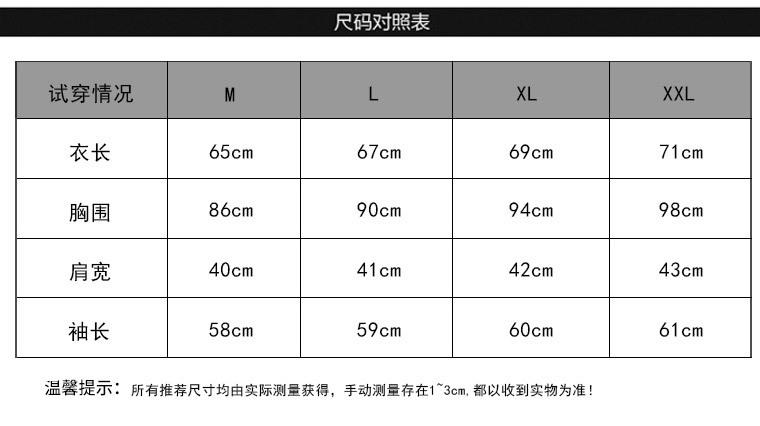 尺码对照表
试穿情况 M L XL XXL
衣长 65cm 67cm 69cm 71cm
胸围 86cm 90cm 94cm 98cm
肩宽 40cm 41cm 42cm 43cm
袖长 58cm 59cm 60cm 61cm
温馨提示：所有推荐尺寸均由实际测量获得，手动测量存在1~3cm,都以收到实物为准！